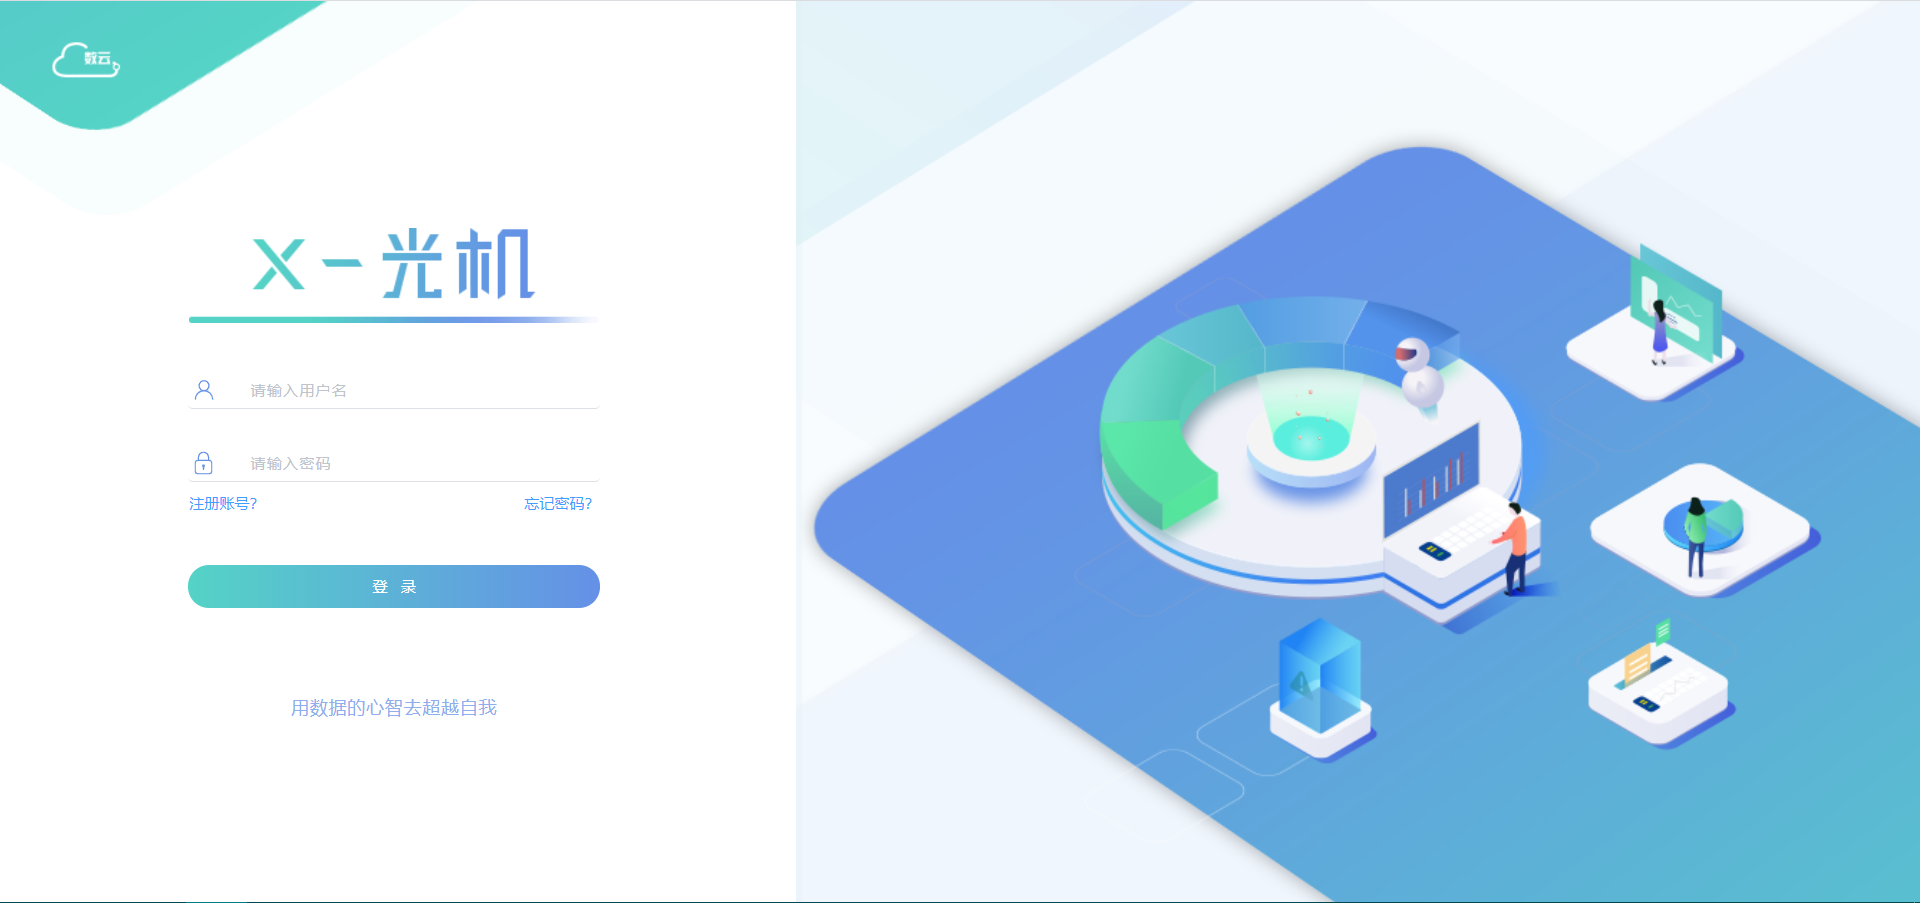 数云
X-光机
请输入用户名
请输入密码
注册账号?
忘记密码?
登 录
用数据的心智去超越自我